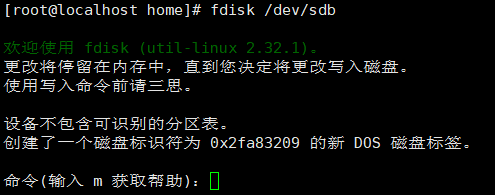 [root@localhost home]# fdisk /dev/sdb
欢迎使用 fdisk (util-linux 2.32.1)。
更改将停留在内存中，直到您决定将更改写入磁盘。
使用写入命令前请三思。
设备不包含可识别的分区表。
创建了一个磁盘标识符为 0x2fa83209 的新 DOS 磁盘标签。
命令(输入 m 获取帮助)：